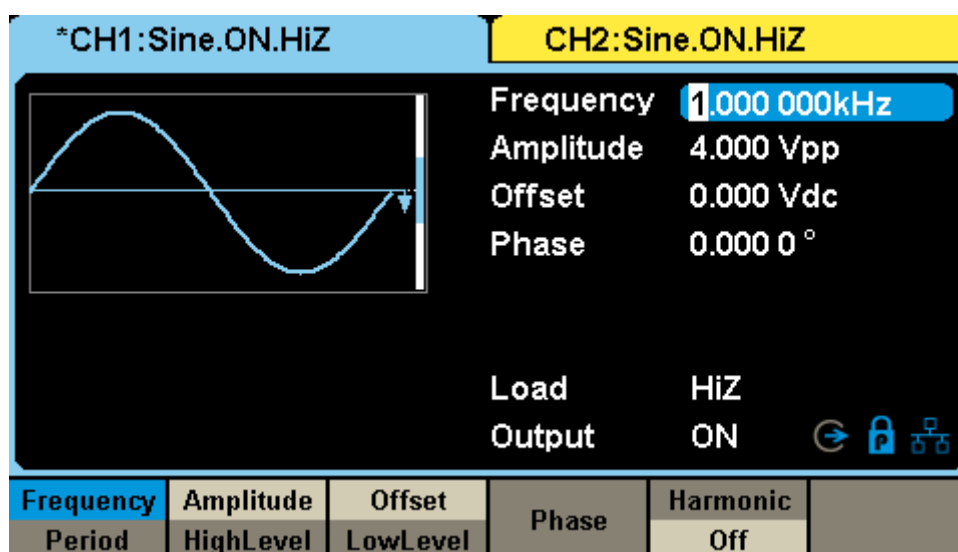 *CH1:Sine.ON.HiZ CH2:Sine.ON.HiZ
Frequency 1.000 000kHz
Amplitude 4.000 Vpp
Offset 0.000 Vdc
Phase 0.000 0 °
Load HiZ
Output ON P
Frequency Amplitude Offset Phase Harmonic
Period HighLevel LowLevel Off